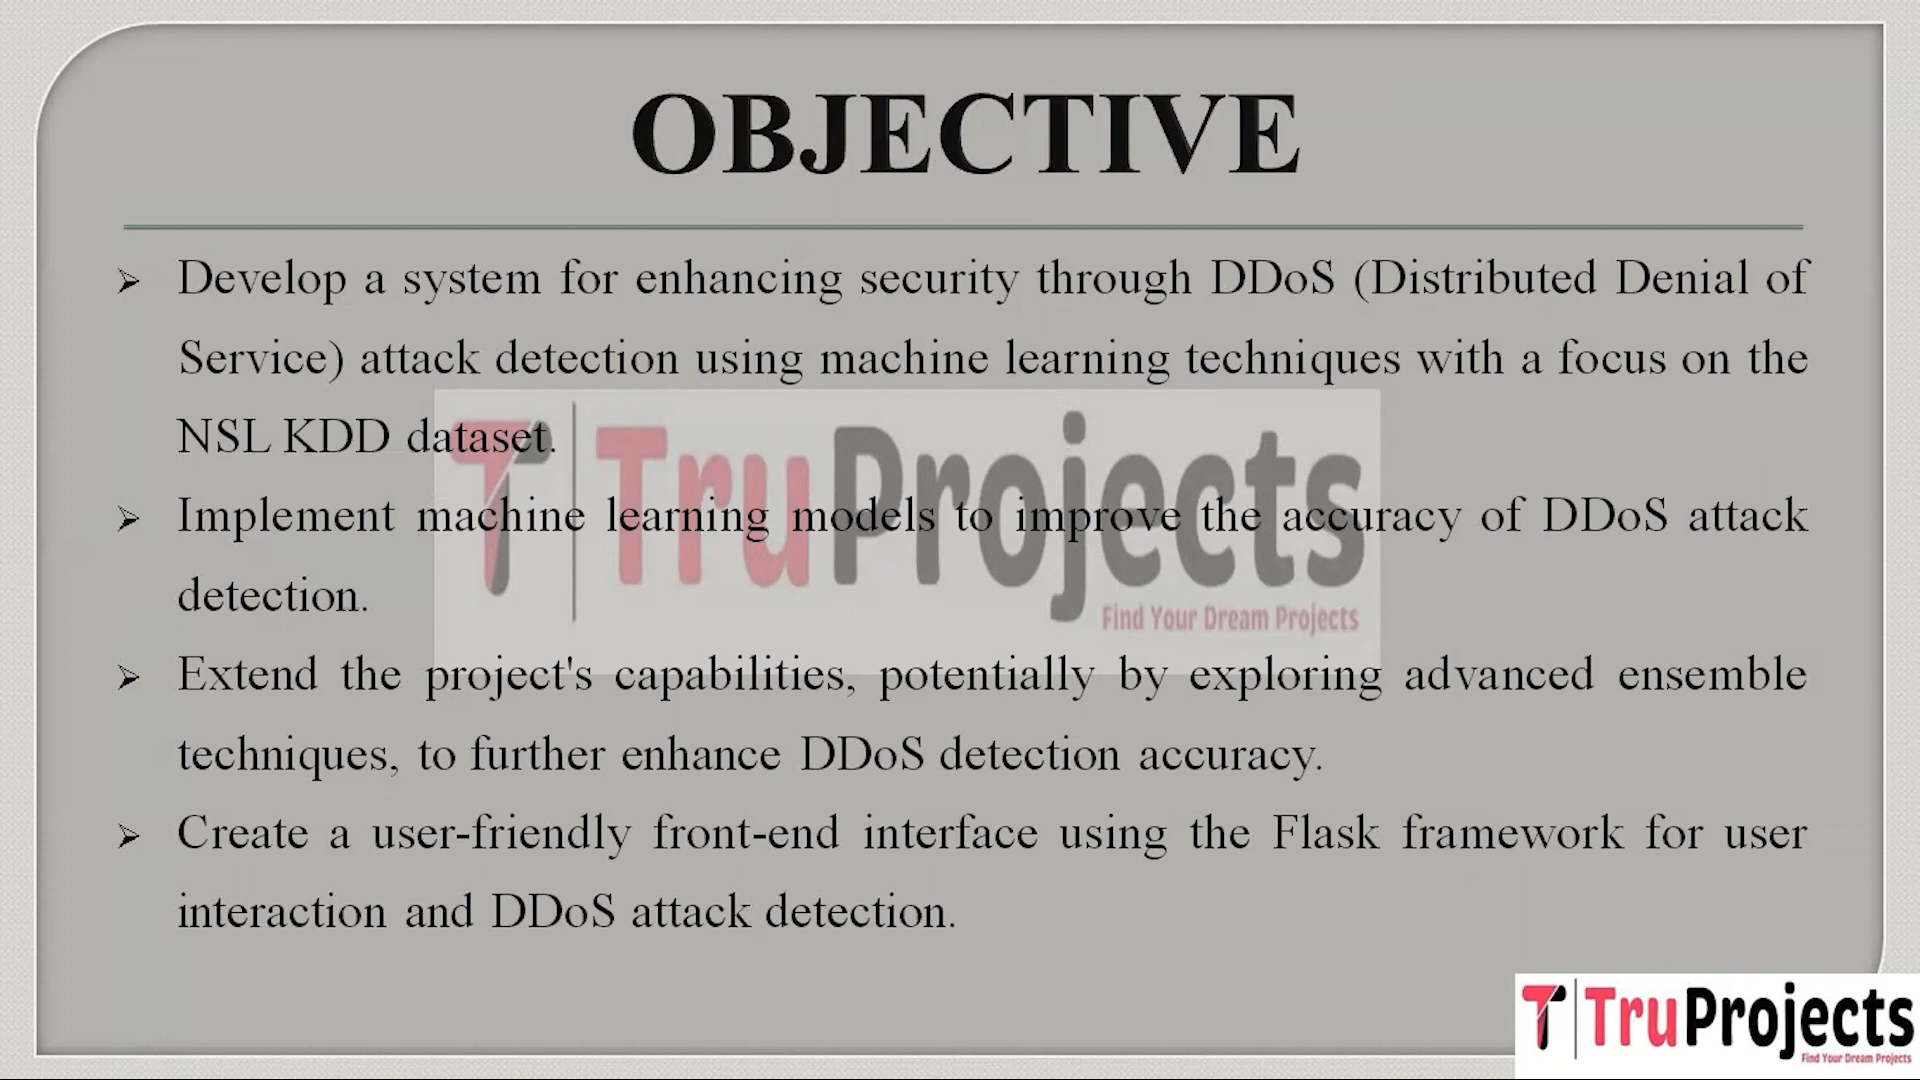 OBJECTIVE
➢ Develop a system for enhancing security through DDoS (Distributed Denial of
Service) attack detection using machine learning techniques with a focus on the
NSL KDD dataset.
➢ Implement machine learning models to improve the accuracy of DDoS attack
detection.
➢ Extend the project's capabilities, potentially by exploring advanced ensemble
techniques, to further enhance DDoS detection accuracy.
➢ Create a user-friendly front-end interface using the Flask framework for user
interaction and DDoS attack detection.
TruProjects
Find Your Dream Projects
TruProjects
Find Your Dream Projects